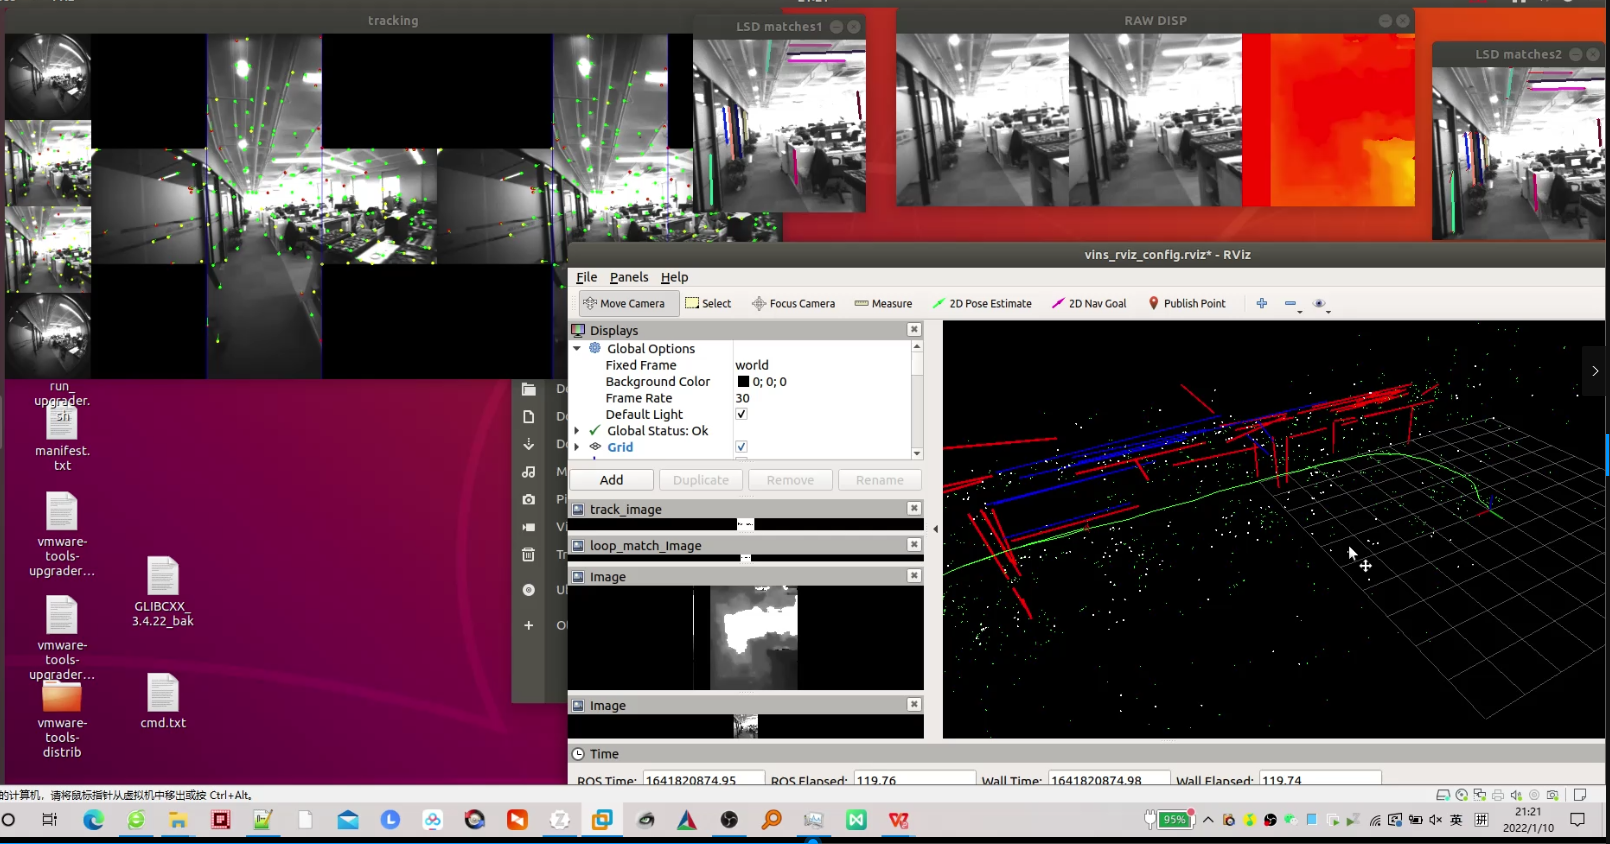 tracking
LSD matches1
RAW DISP
LSD matches2
vins_rviz_config.rviz* - RViz
File Panels Help
Move Camera Select Focus Camera Measure 2D Pose Estimate 2D Nav Goal Publish Point
Displays
Global Options
Fixed Frame world
Background Color 0; 0; 0
Frame Rate 30
Default Light ✓
Global Status: Ok
Grid ✓
Add Duplicate Remove Rename
track_image
loop_match_Image
Image
Image
Time
ROS Time: 1641820874.95 ROS Elapsed: 119.76 Wall Time: 1641820874.98 Wall Elapsed: 119.74
run_
upgrader.
sh
manifest.
txt
vmware-
tools-
upgrader...
GLIBCXX_
3.4.22_bak
vmware-
tools-
upgrader...
cmd.txt
vmware-
tools-
distrib
的计算机，请将鼠标指针从虚拟机中移出或按 Ctrl+Alt。
95%
英
拼
21:21
2022/1/10